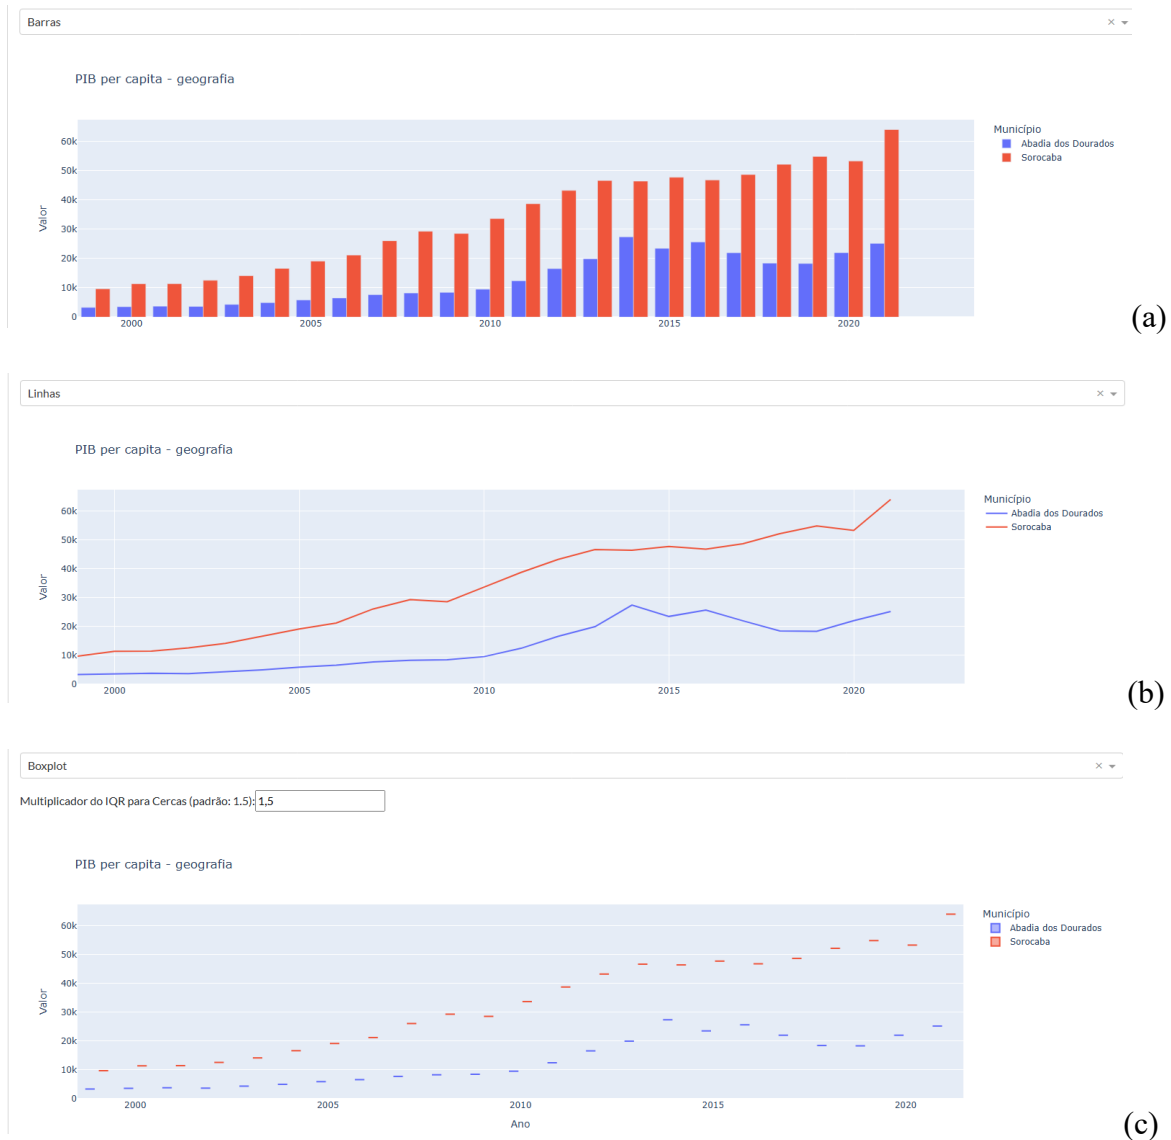 Barras
PIB per capita - geografia
Município
Abadia dos Dourados
Sorocaba
60k
50k
40k
30k
20k
10k
0
Valor
2000 2005 2010 2015 2020
(a)
Linhas
PIB per capita - geografia
Município
Abadia dos Dourados
Sorocaba
60k
50k
40k
30k
20k
10k
0
Valor
2000 2005 2010 2015 2020
(b)
Boxplot
Multiplicador do IQR para Cercas (padrão: 1.5): 1,5
PIB per capita - geografia
Município
Abadia dos Dourados
Sorocaba
60k
50k
40k
30k
20k
10k
0
Valor
2000 2005 2010 2015 2020
Ano
(c)